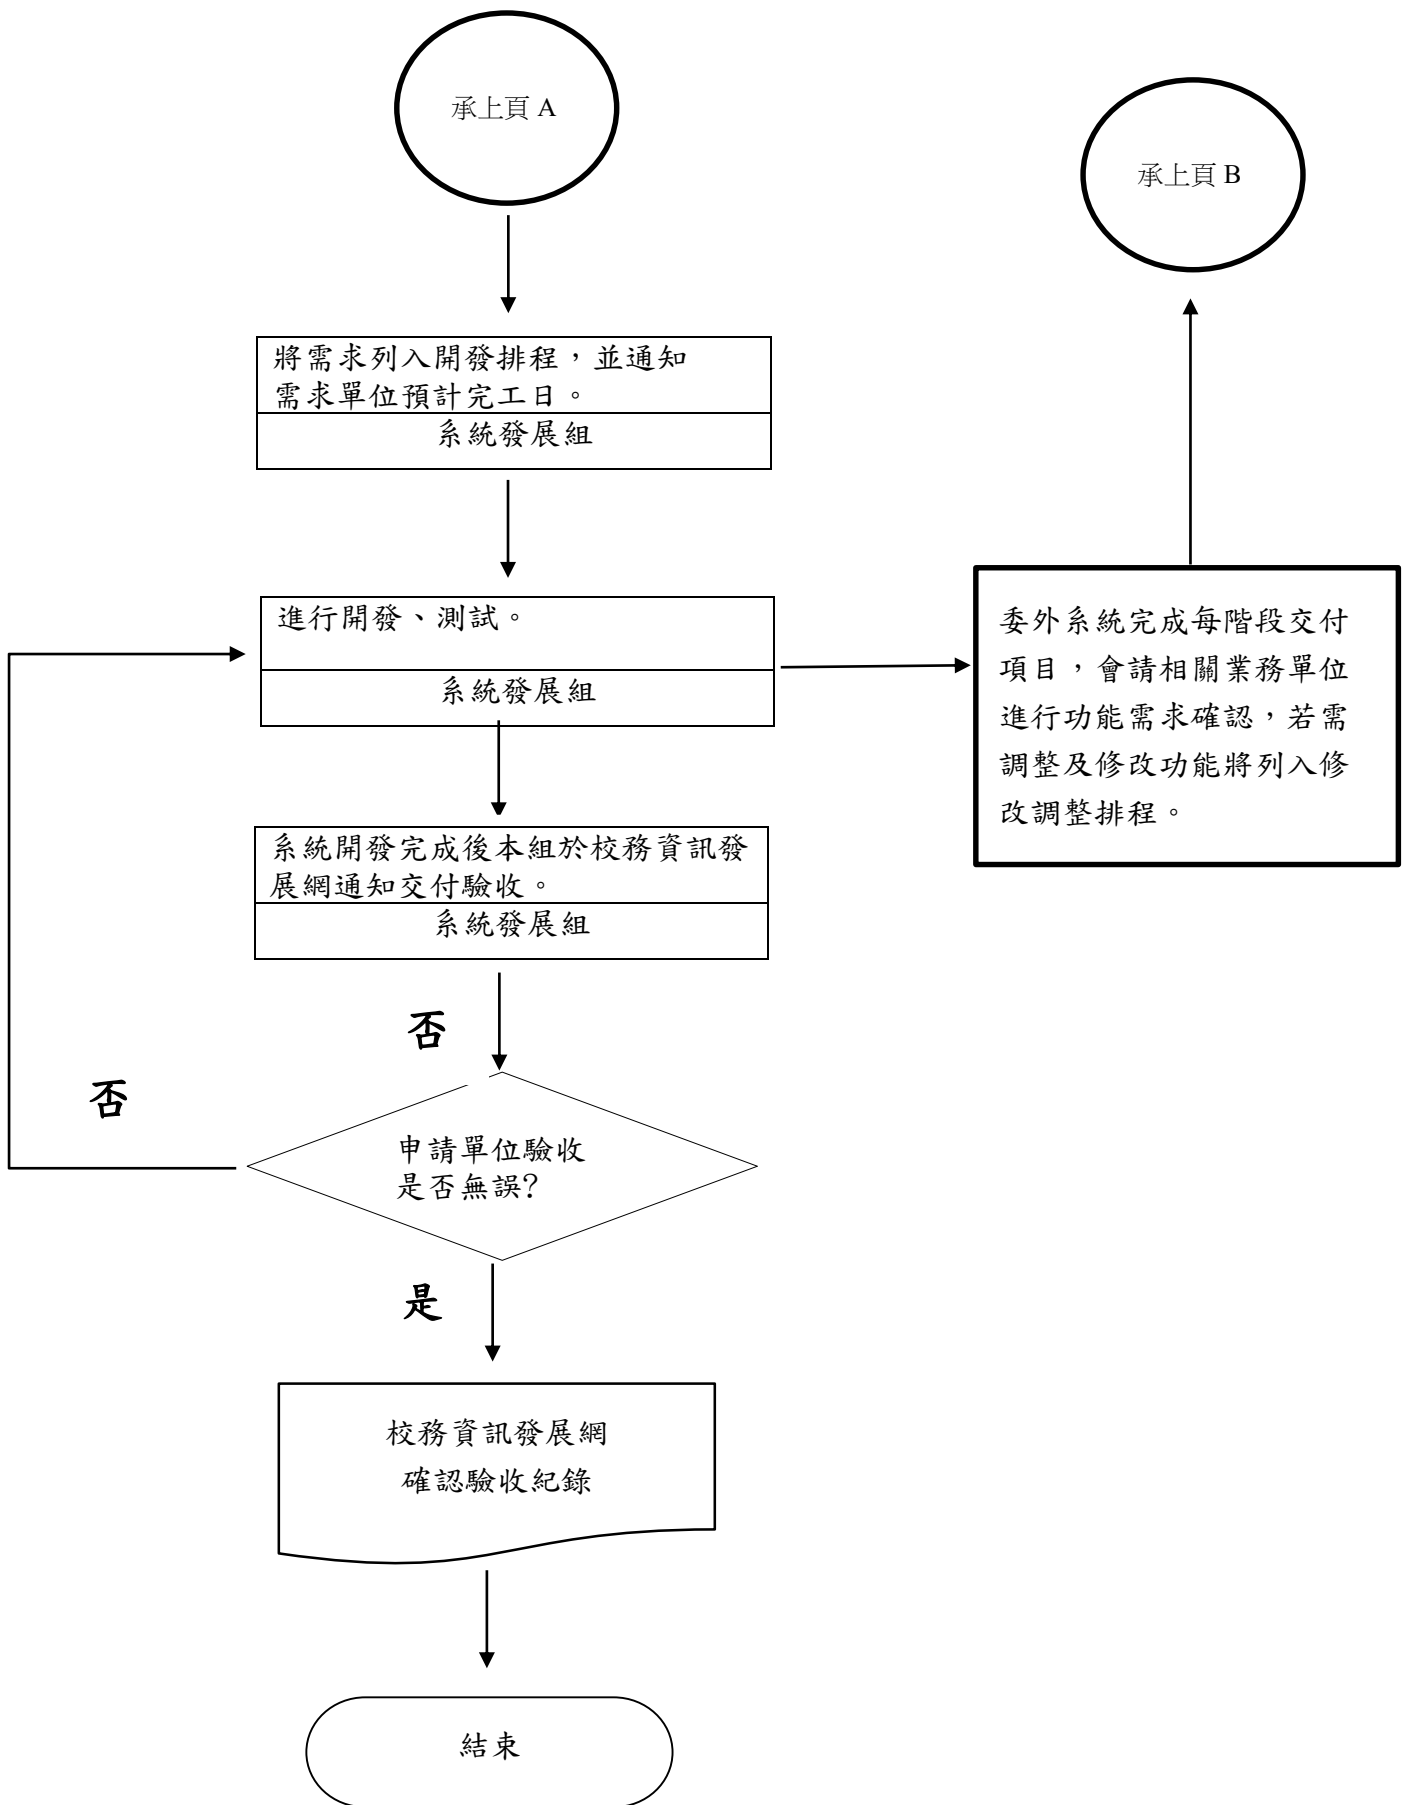 承上頁 A
承上頁 B
將需求列入開發排程，並通知
需求單位預計完工日。
系統發展組
進行開發、測試。
系統發展組
委外系統完成每階段交付
項目，會請相關業務單位
進行功能需求確認，若需
調整及修改功能將列入修
改調整排程。
系統開發完成後本組於校務資訊發
展網通知交付驗收。
系統發展組
否
否
申請單位驗收
是否無誤?
是
校務資訊發展網
確認驗收紀錄
結束